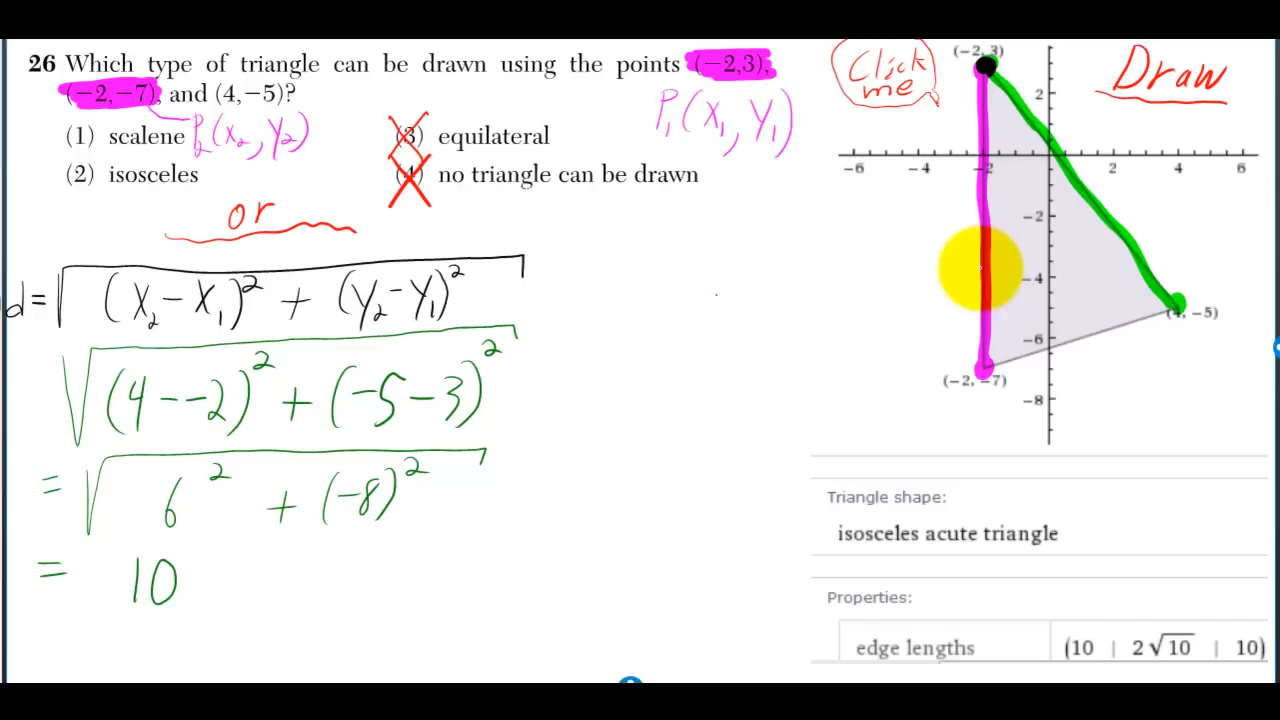 26 Which type of triangle can be drawn using the points (−2,3),
(−2,−7), and (4,−5)?
P₁(X₁, Y₁)
(1) scalene P₂(X₂, Y₂) (3) equilateral
(2) isosceles (4) no triangle can be drawn
or
d = √(X₂ − X₁)² + (Y₂ − Y₁)²
√(4 − −2)² + (−5 − 3)²
= √6² + (−8)²
= 10
Click
me
Draw
(−2, 3)
2
−6 −4 −2 2 4 6
−2
−4
(4, −5)
−6
(−2, −7)
−8
Triangle shape:
isosceles acute triangle
Properties:
edge lengths (10 | 2√10 | 10)